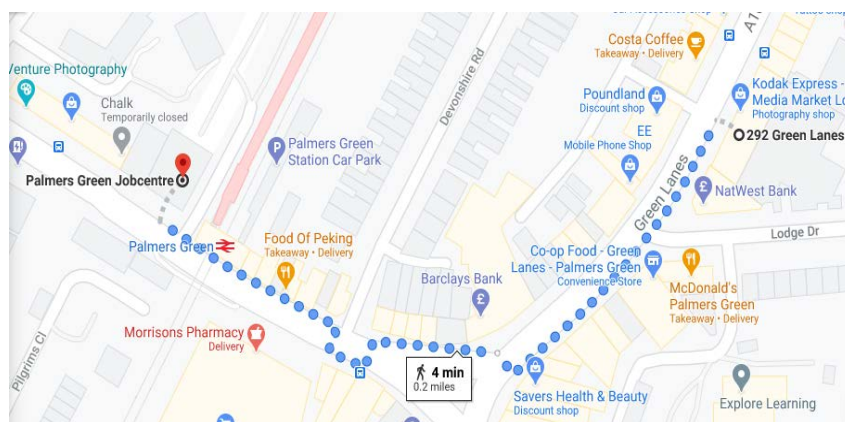 Costa Coffee
Takeaway • Delivery
A10
Venture Photography
Chalk
Temporarily closed
Devonshire Rd
Poundland
Discount shop
Kodak Express -
Media Market Lo
Photography shop
EE
Mobile Phone Shop
292 Green Lanes
Palmers Green
Station Car Park
Palmers Green Jobcentre
Green Lanes
NatWest Bank
Lodge Dr
Palmers Green
Food Of Peking
Takeaway • Delivery
Co-op Food - Green
Lanes - Palmers Green
Convenience Store
Barclays Bank
McDonald's
Palmers Green
Takeaway • Delivery
Morrisons Pharmacy
Delivery
Pilgrims Cl
4 min
0.2 miles
Savers Health & Beauty
Discount shop
Explore Learning